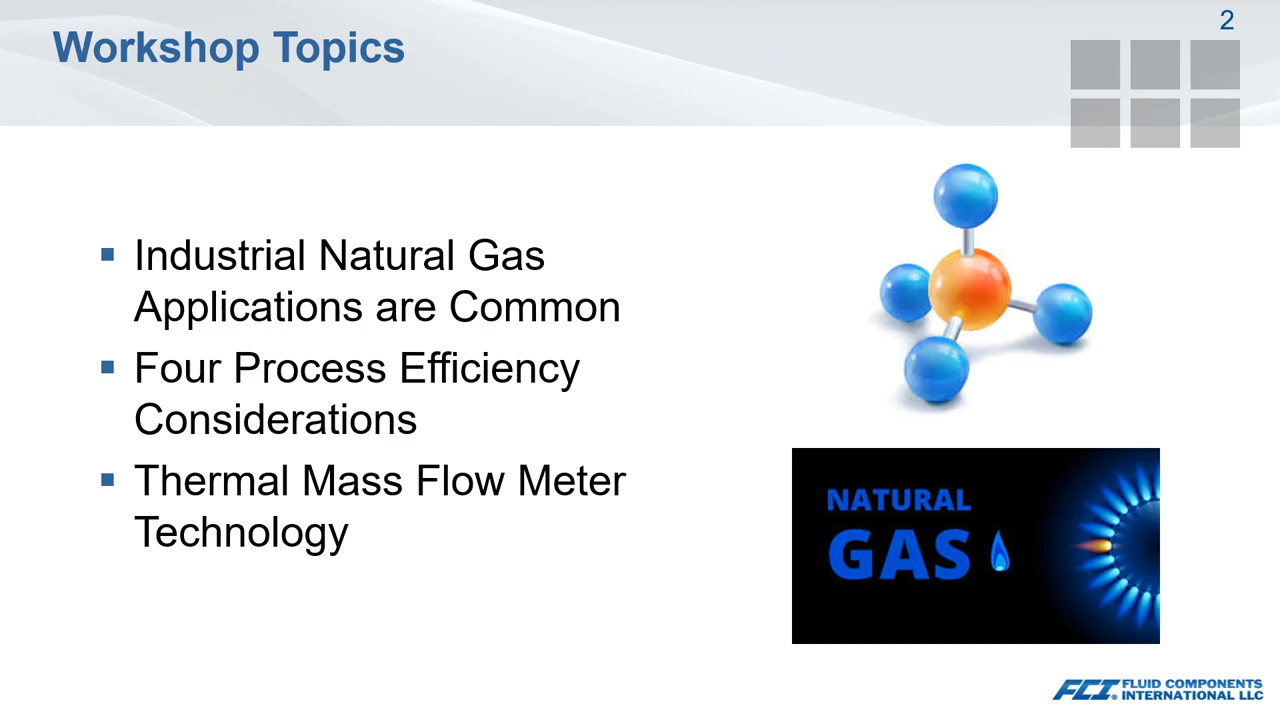 Workshop Topics
2
▪ Industrial Natural Gas
Applications are Common
▪ Four Process Efficiency
Considerations
▪ Thermal Mass Flow Meter
Technology
NATURAL
GAS
FCI® FLUID COMPONENTS
INTERNATIONAL LLC